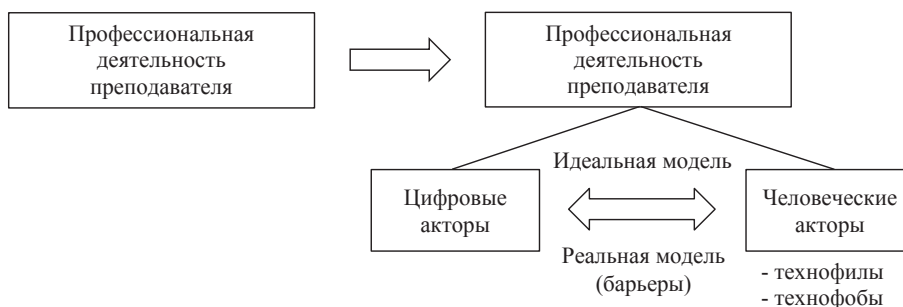 Профессиональная
деятельность
преподавателя
Профессиональная
деятельность
преподавателя
Идеальная модель
Цифровые
акторы
Человеческие
акторы
Реальная модель
(барьеры)
- технофилы
- технофобы